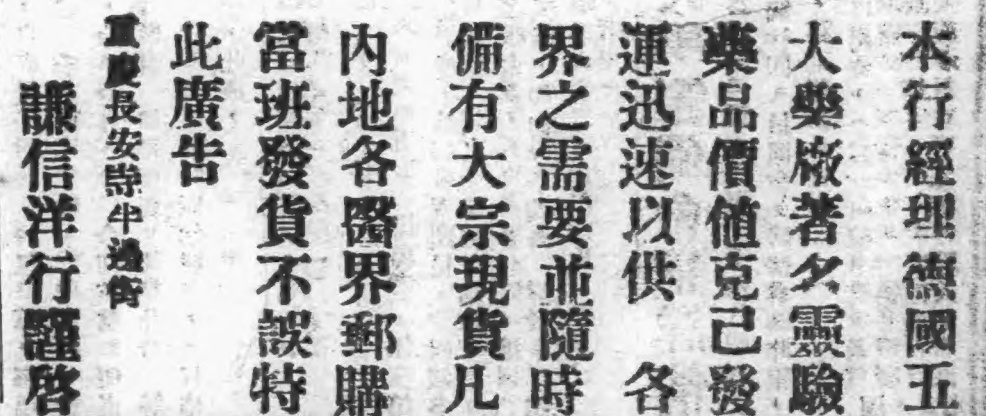 本行經理德國五
大藥廠著名靈驗
藥品價值克己發
運迅速以供 各
界之需要並隨時
備有大宗現貨凡
內地各醫界郵購
當班發貨不誤特
此廣告
重慶長安寺半邊街
謙信洋行謹啓